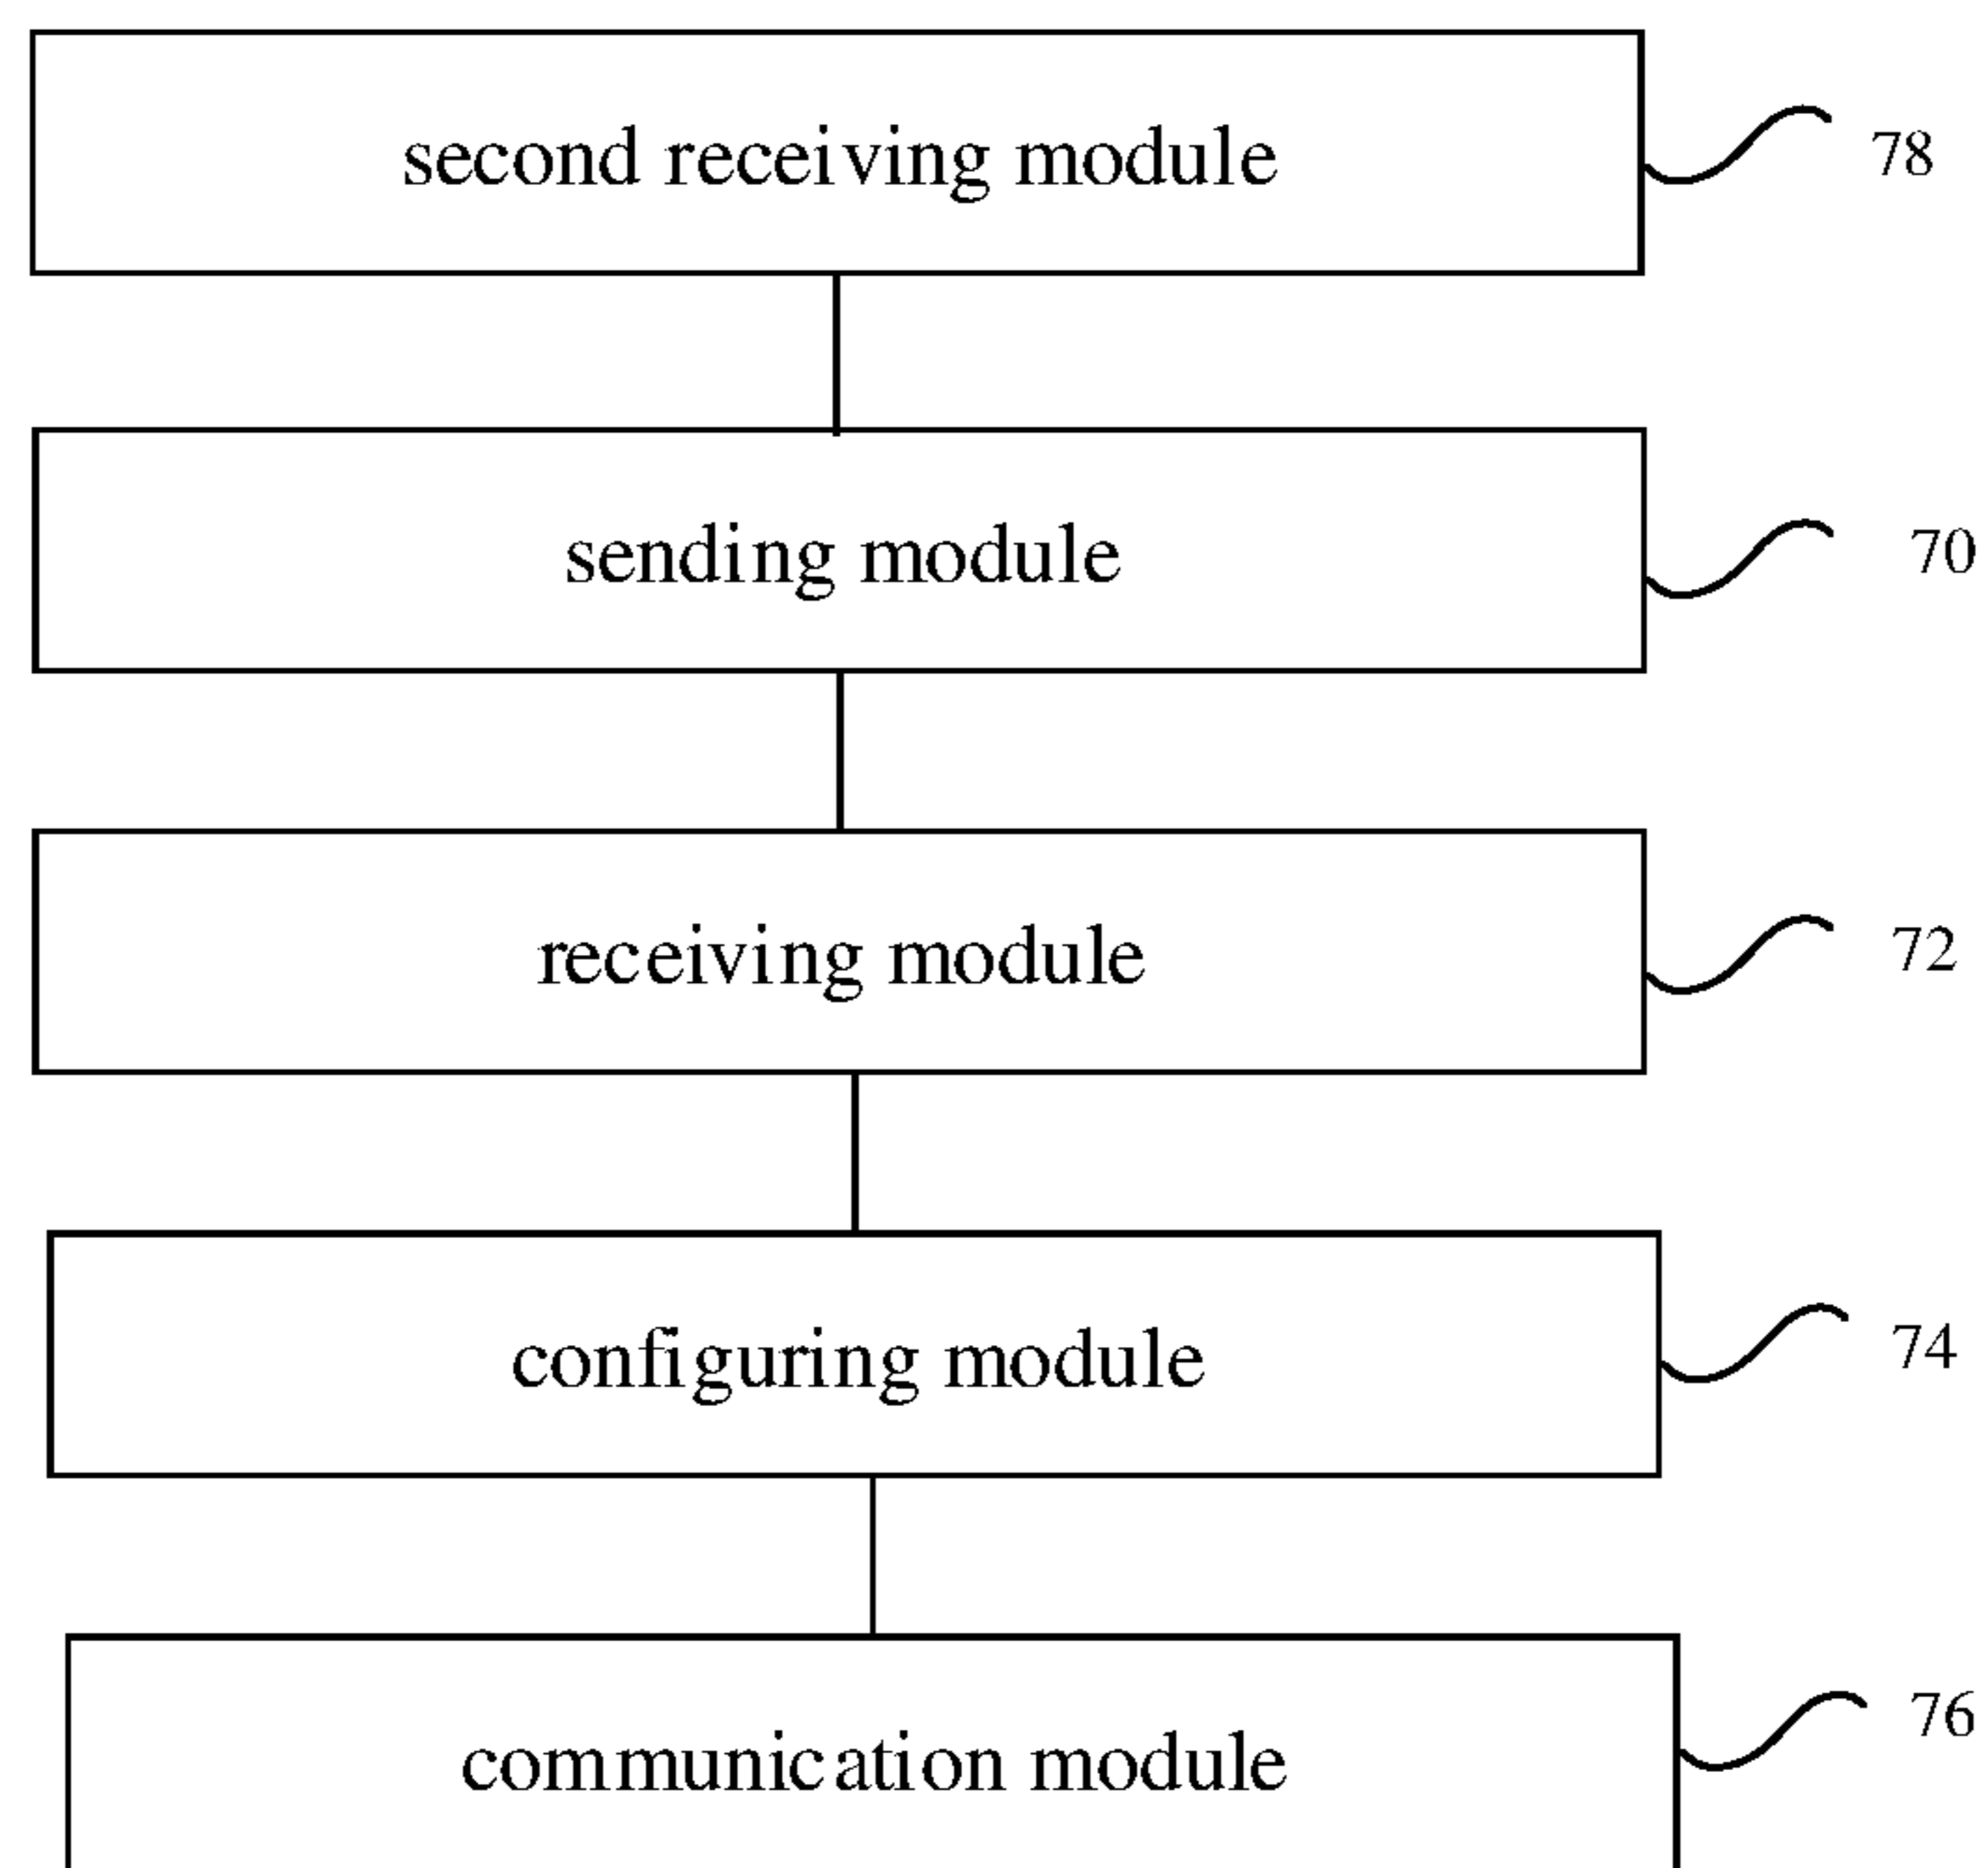 second receiving module
78
sending module
70
receiving module
72
configuring module
74
communication module
76